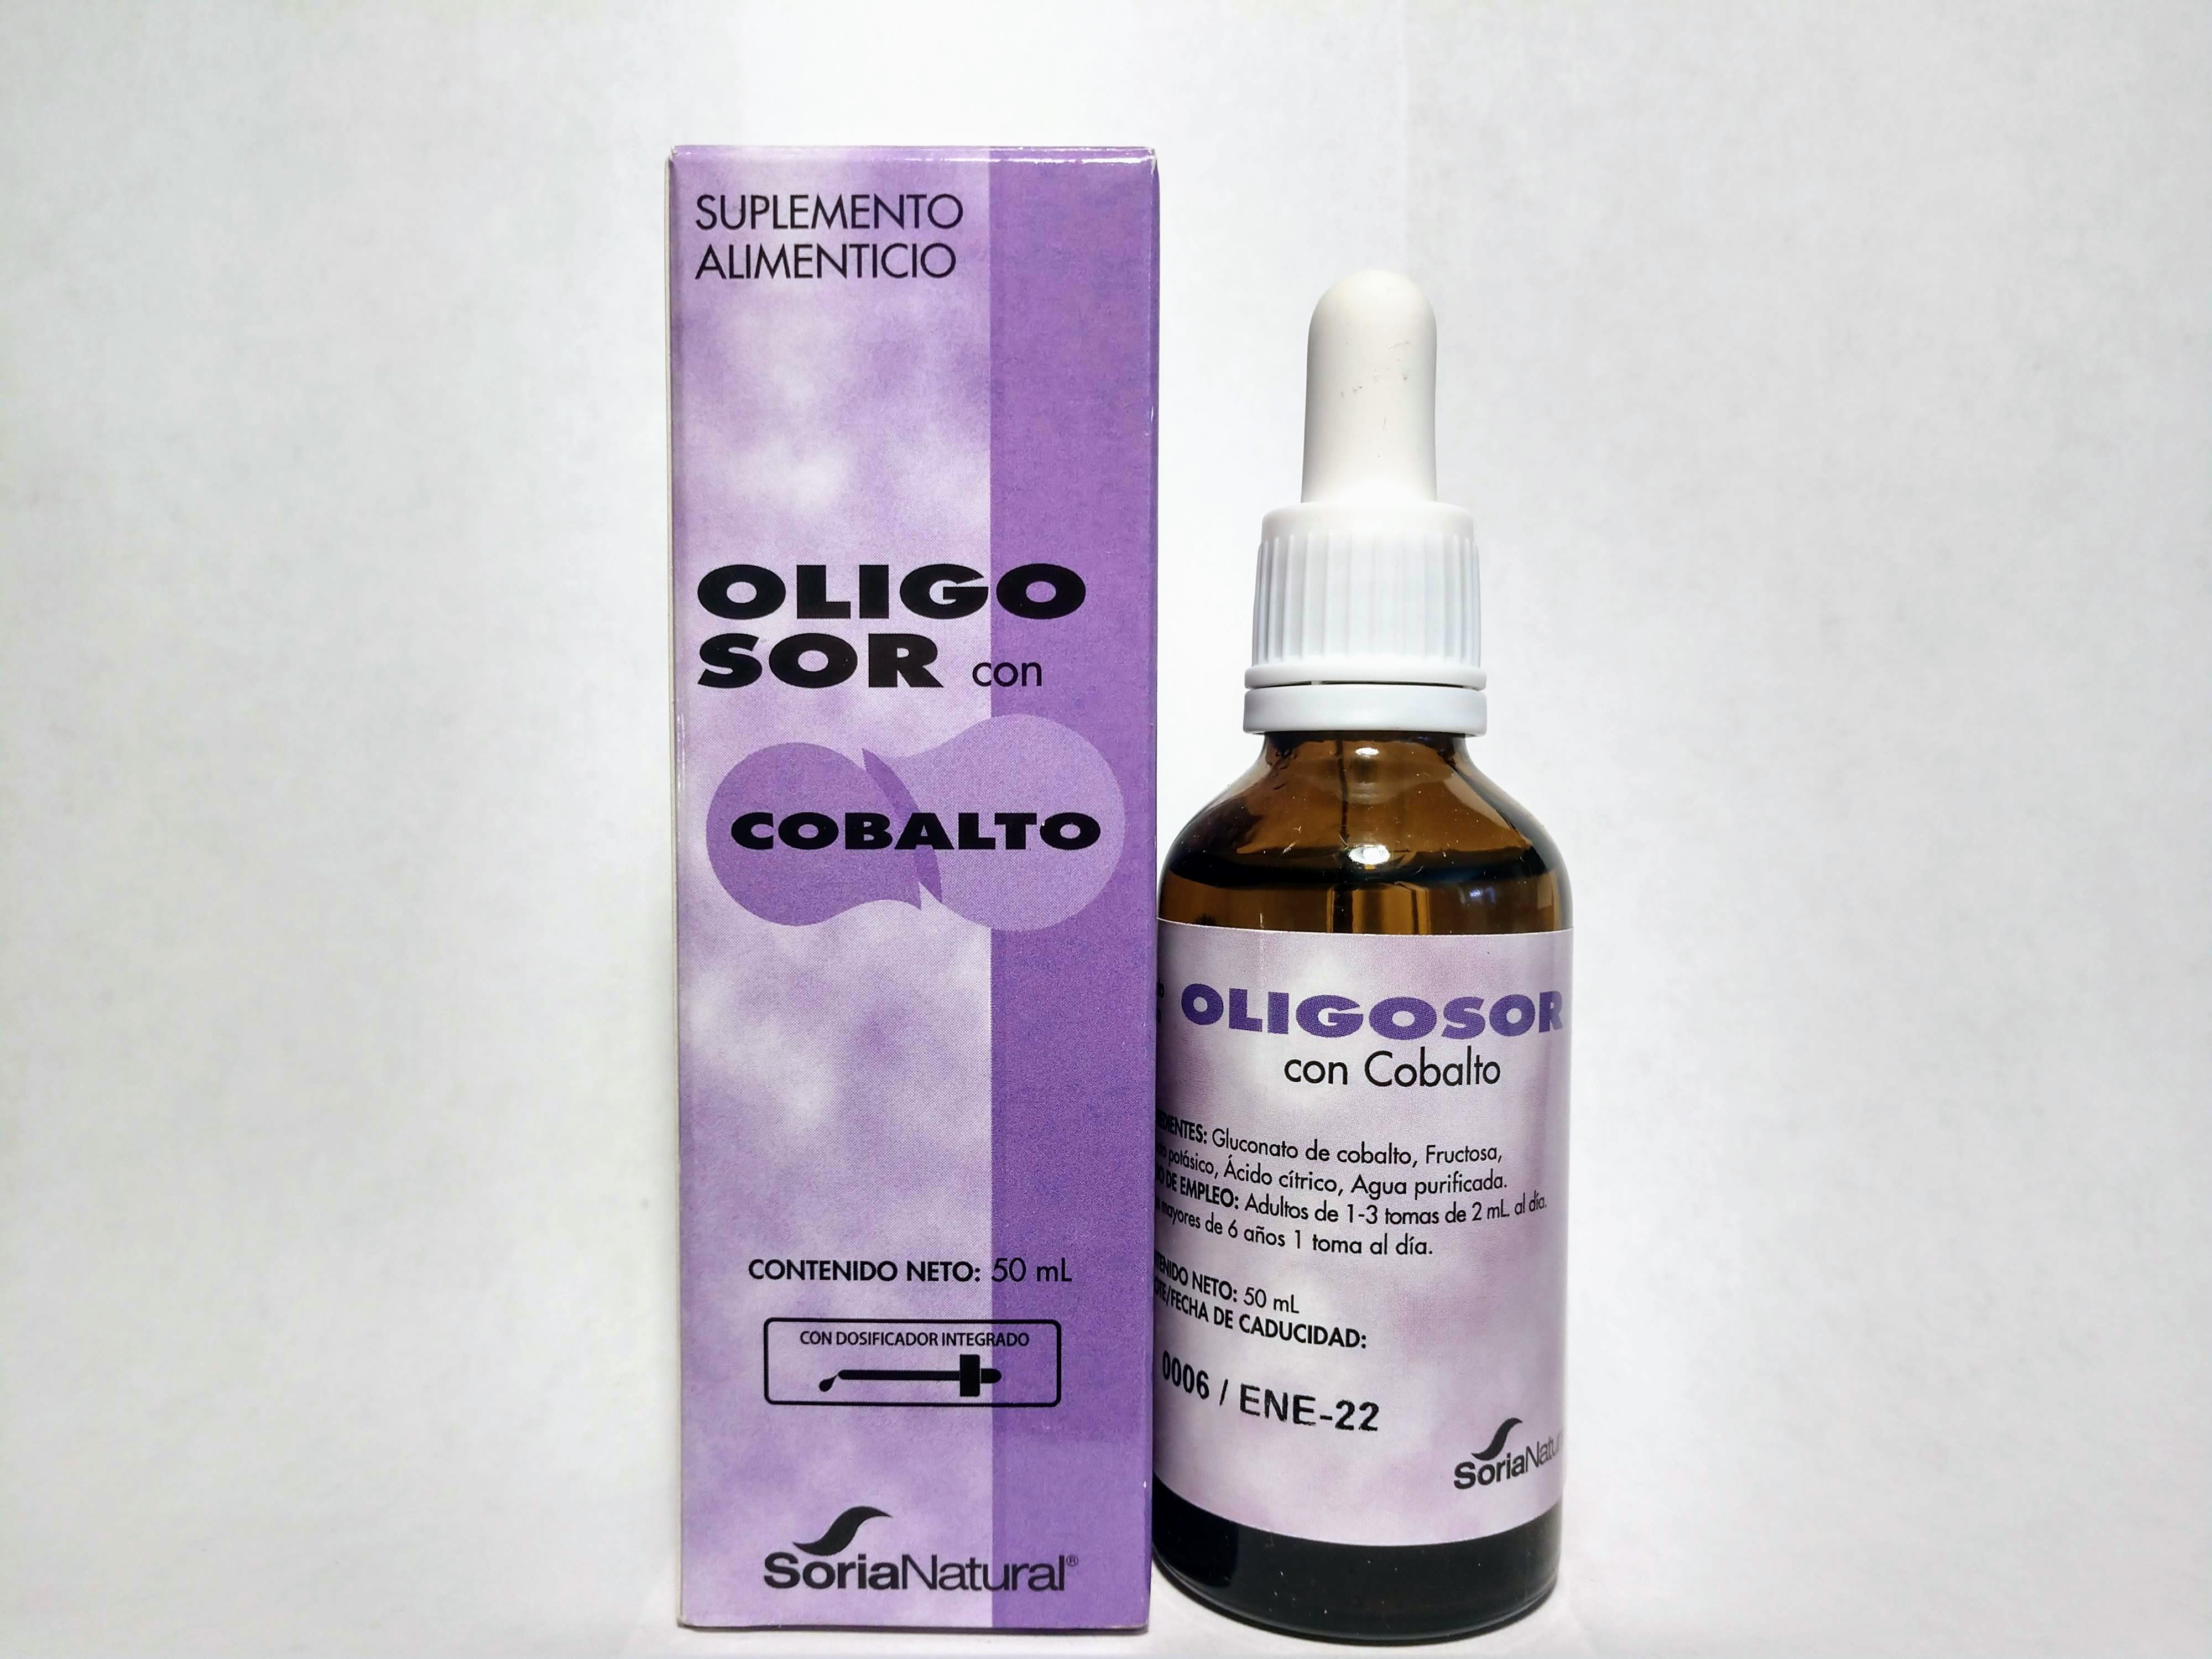 SUPLEMENTO
ALIMENTICIO
OLIGO
SOR con
COBALTO
CONTENIDO NETO: 50 mL
CON DOSIFICADOR INTEGRADO
SoriaNatural®
OLIGOSOR
con Cobalto
Gluconato de cobalto, Fructosa,
potásico, Ácido cítrico, Agua purificada.
DE EMPLEO: Adultos de 1-3 tomas de 2 mL al día.
mayores de 6 años 1 toma al día.
NETO: 50 mL
FECHA DE CADUCIDAD:
0006 / ENE-22
Soria